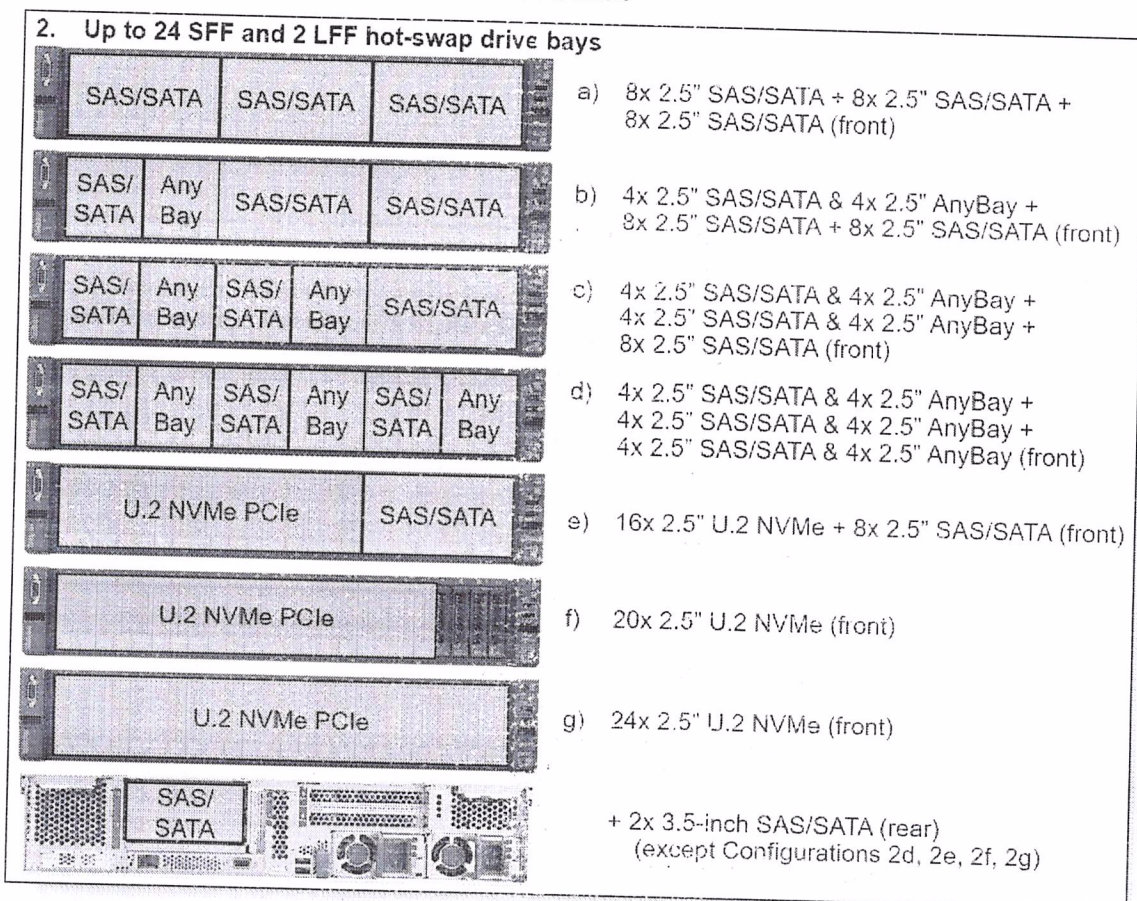 2. Up to 24 SFF and 2 LFF hot-swap drive bays
SAS/SATA SAS/SATA SAS/SATA
a) 8x 2.5" SAS/SATA + 8x 2.5" SAS/SATA +
8x 2.5" SAS/SATA (front)
SAS/
SATA
Any
Bay
SAS/SATA SAS/SATA
b) 4x 2.5" SAS/SATA & 4x 2.5" AnyBay +
8x 2.5" SAS/SATA + 8x 2.5" SAS/SATA (front)
SAS/
SATA
Any
Bay
SAS/
SATA
Any
Bay
SAS/SATA
c) 4x 2.5" SAS/SATA & 4x 2.5" AnyBay +
4x 2.5" SAS/SATA & 4x 2.5" AnyBay +
8x 2.5" SAS/SATA (front)
SAS/
SATA
Any
Bay
SAS/
SATA
Any
Bay
SAS/
SATA
Any
Bay
d) 4x 2.5" SAS/SATA & 4x 2.5" AnyBay +
4x 2.5" SAS/SATA & 4x 2.5" AnyBay +
4x 2.5" SAS/SATA & 4x 2.5" AnyBay (front)
U.2 NVMe PCIe SAS/SATA
e) 16x 2.5" U.2 NVMe + 8x 2.5" SAS/SATA (front)
U.2 NVMe PCIe
f) 20x 2.5" U.2 NVMe (front)
U.2 NVMe PCIe
g) 24x 2.5" U.2 NVMe (front)
SAS/
SATA
+ 2x 3.5-inch SAS/SATA (rear)
(except Configurations 2d, 2e, 2f, 2g)